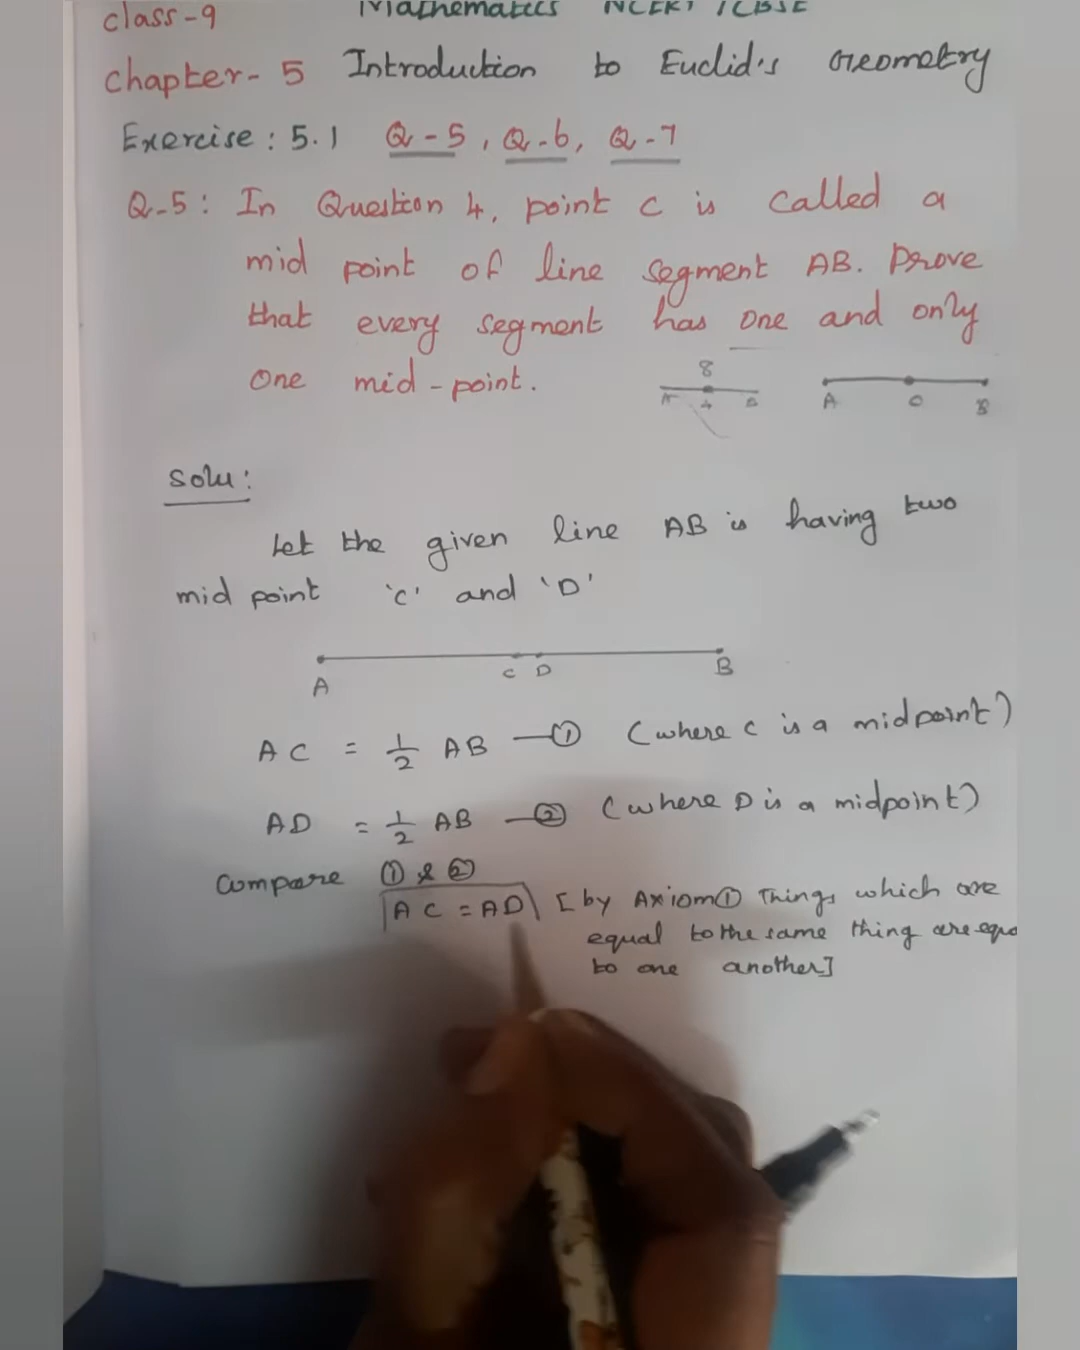 class-9 Mathematics NCERT / CBSE
Chapter- 5 Introduction to Euclid's Geometry
Exercise: 5.1 Q-5, Q-6, Q-7
Q-5: In Question 4, point C is called a
mid point of line segment AB. Prove
that every segment has one and only
one mid-point.
8
A 4 B A C B
Solu:
Let the given line AB is having two
mid point 'C' and 'D'
A C D B
AC = 1/2 AB —① (where C is a midpoint)
AD = 1/2 AB —② (where D is a midpoint)
Compare ① & ②
AC = AD [by Axiom① Things which are
equal to the same thing are equa
to one another]